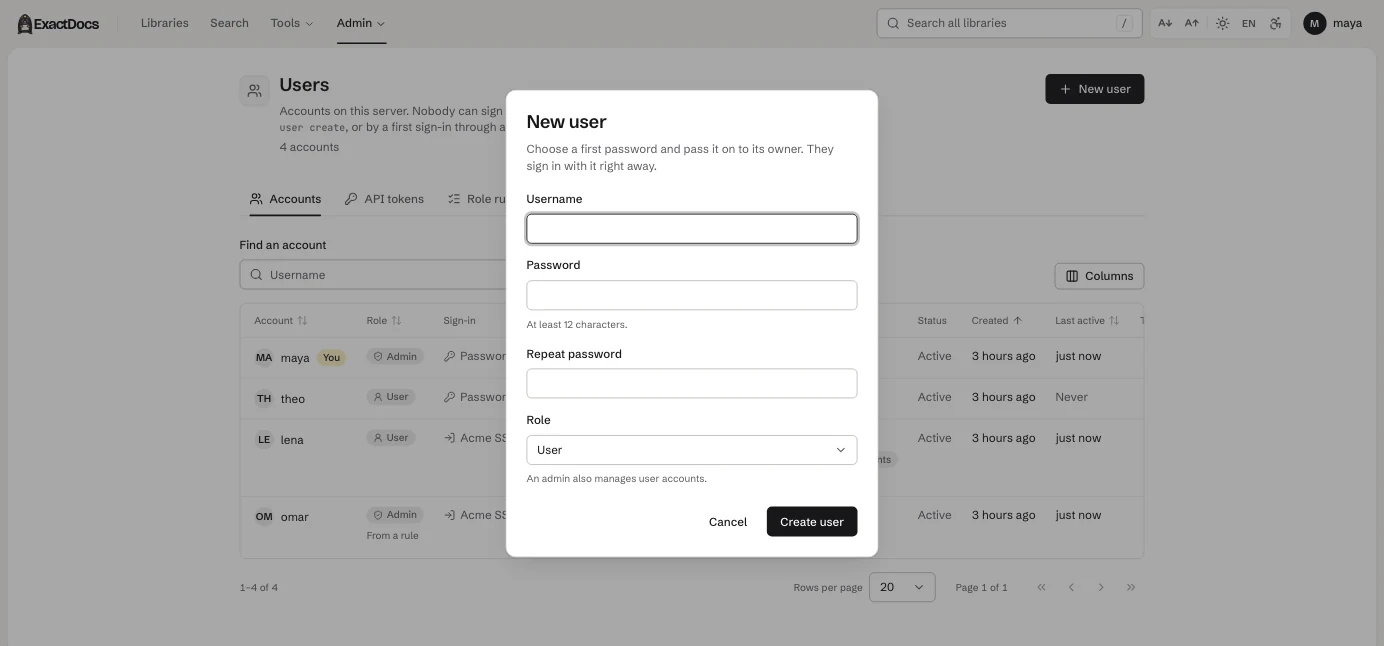 ExactDocs
Libraries
Search
Tools
Admin
Search all libraries
/
A
A
EN
M
maya
Users
Accounts on this server. Nobody can sign
user create, or by a first sign-in through a
4 accounts
New user
Accounts
API tokens
Role ru
Find an account
Username
Columns
Account
Role
Sign-in
Status
Created
Last active
MA maya You
Admin
Passwor
Active
3 hours ago
just now
TH theo
User
Passwor
Active
3 hours ago
Never
LE lena
User
Acme SS
Active
3 hours ago
just now
nts
OM omar
Admin
Acme SS
Active
3 hours ago
just now
From a rule
1–4 of 4
Rows per page
20
Page 1 of 1
New user
Choose a first password and pass it on to its owner. They
sign in with it right away.
Username
Password
At least 12 characters.
Repeat password
Role
User
An admin also manages user accounts.
Cancel
Create user